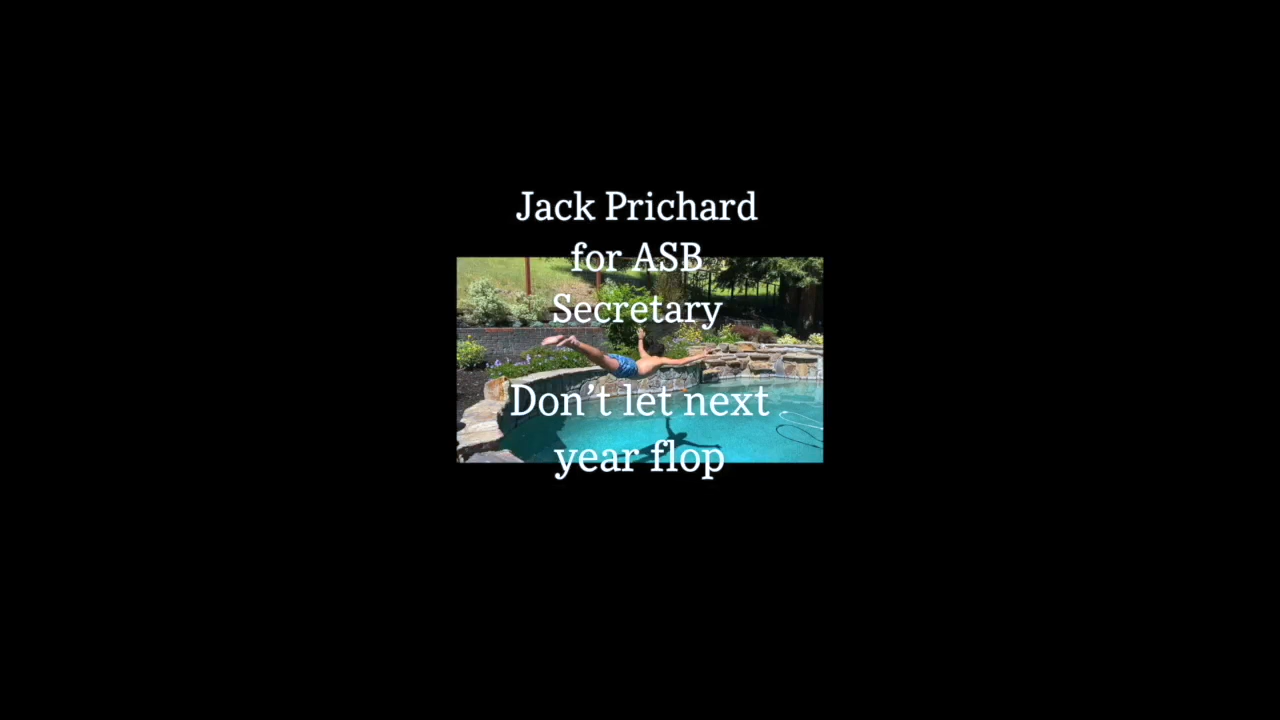 Jack Prichard
for ASB
Secretary
Don't let next
year flop